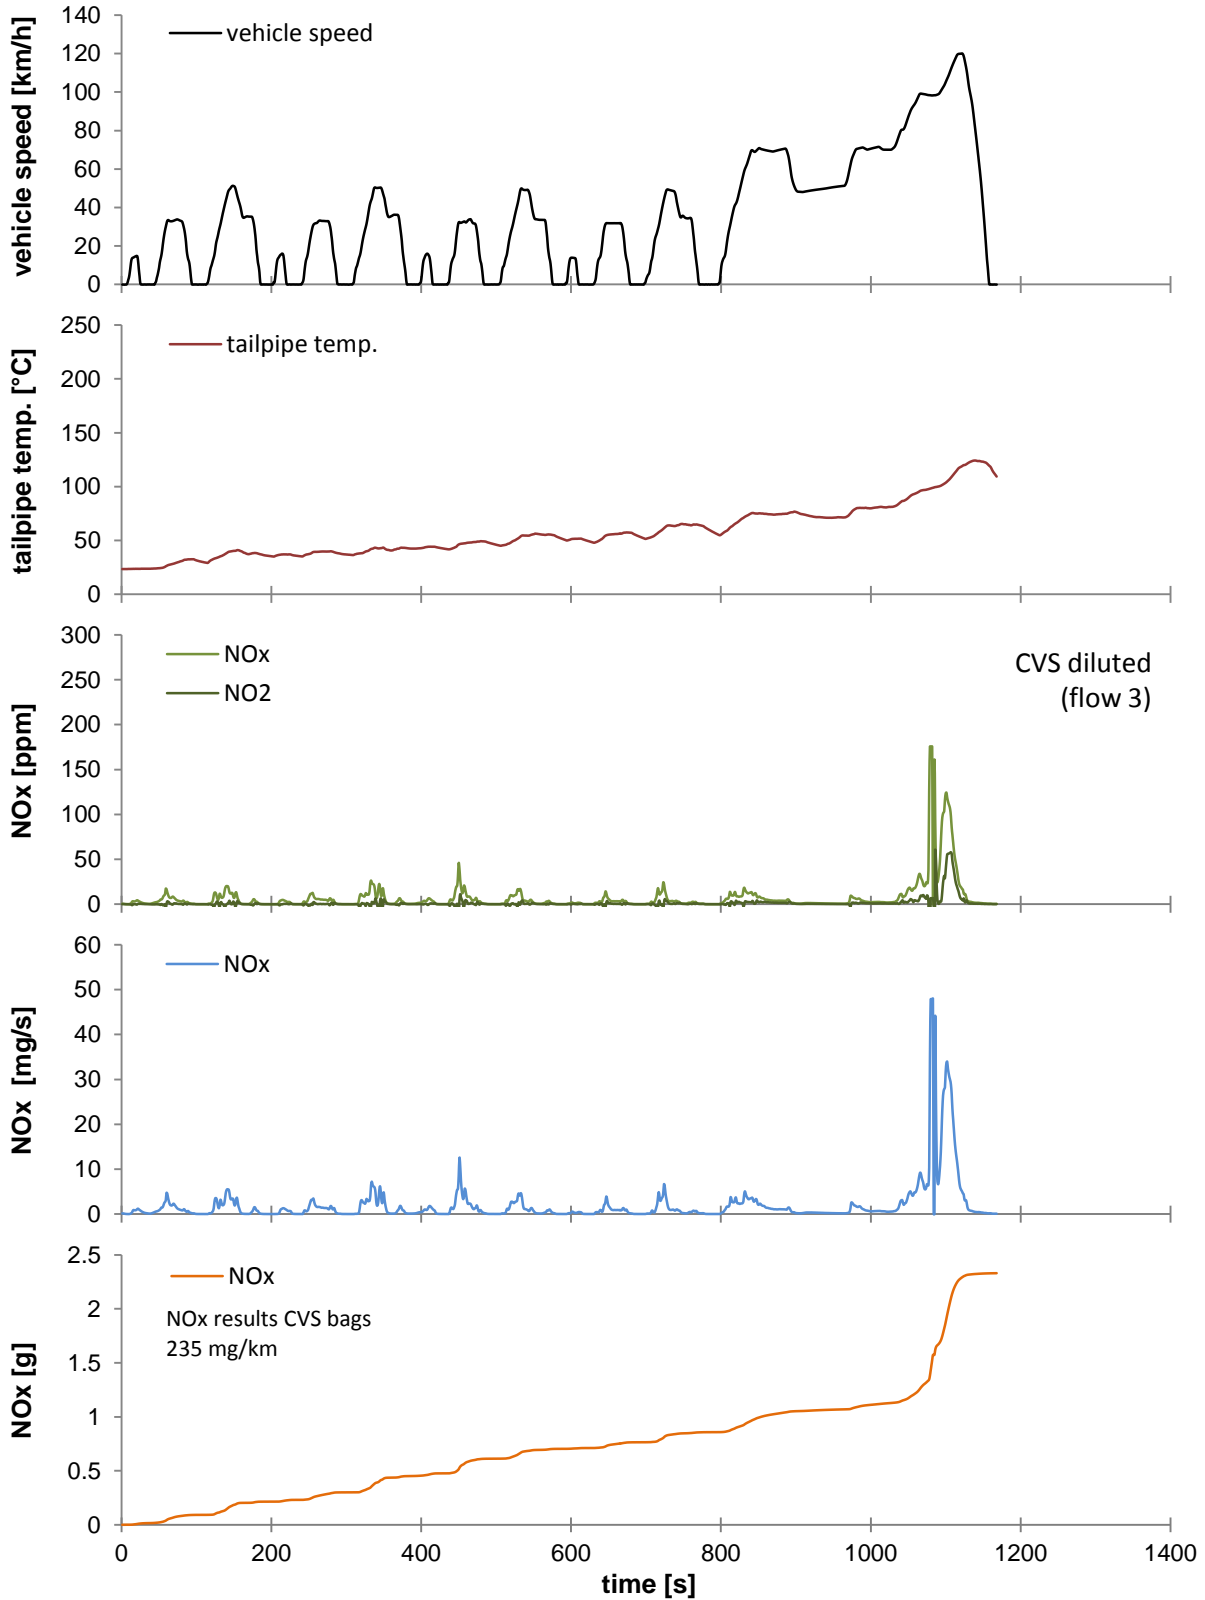 vehicle speed [km/h]
140
120
100
80
60
40
20
0
vehicle speed
tailpipe temp. [°C]
250
200
150
100
50
0
tailpipe temp.
NOx [ppm]
300
250
200
150
100
50
0
NOx
NO2
CVS diluted
(flow 3)
NOx [mg/s]
60
50
40
30
20
10
0
NOx
NOx [g]
2.5
2
1.5
1
0.5
0
NOx
NOx results CVS bags
235 mg/km
0 200 400 600 800 1000 1200 1400
time [s]